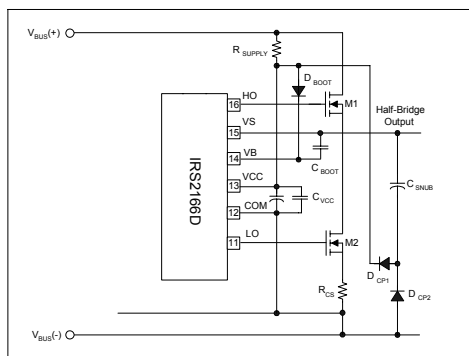 VBUS(+)
RSUPPLY
DBOOT
HO
16
M1
Half-Bridge
Output
VS
15
VB
14
CBOOT
CSNUB
IRS2166D
VCC
13
CVCC
COM
12
LO
11
M2
DCP1
RCS
DCP2
VBUS(-)